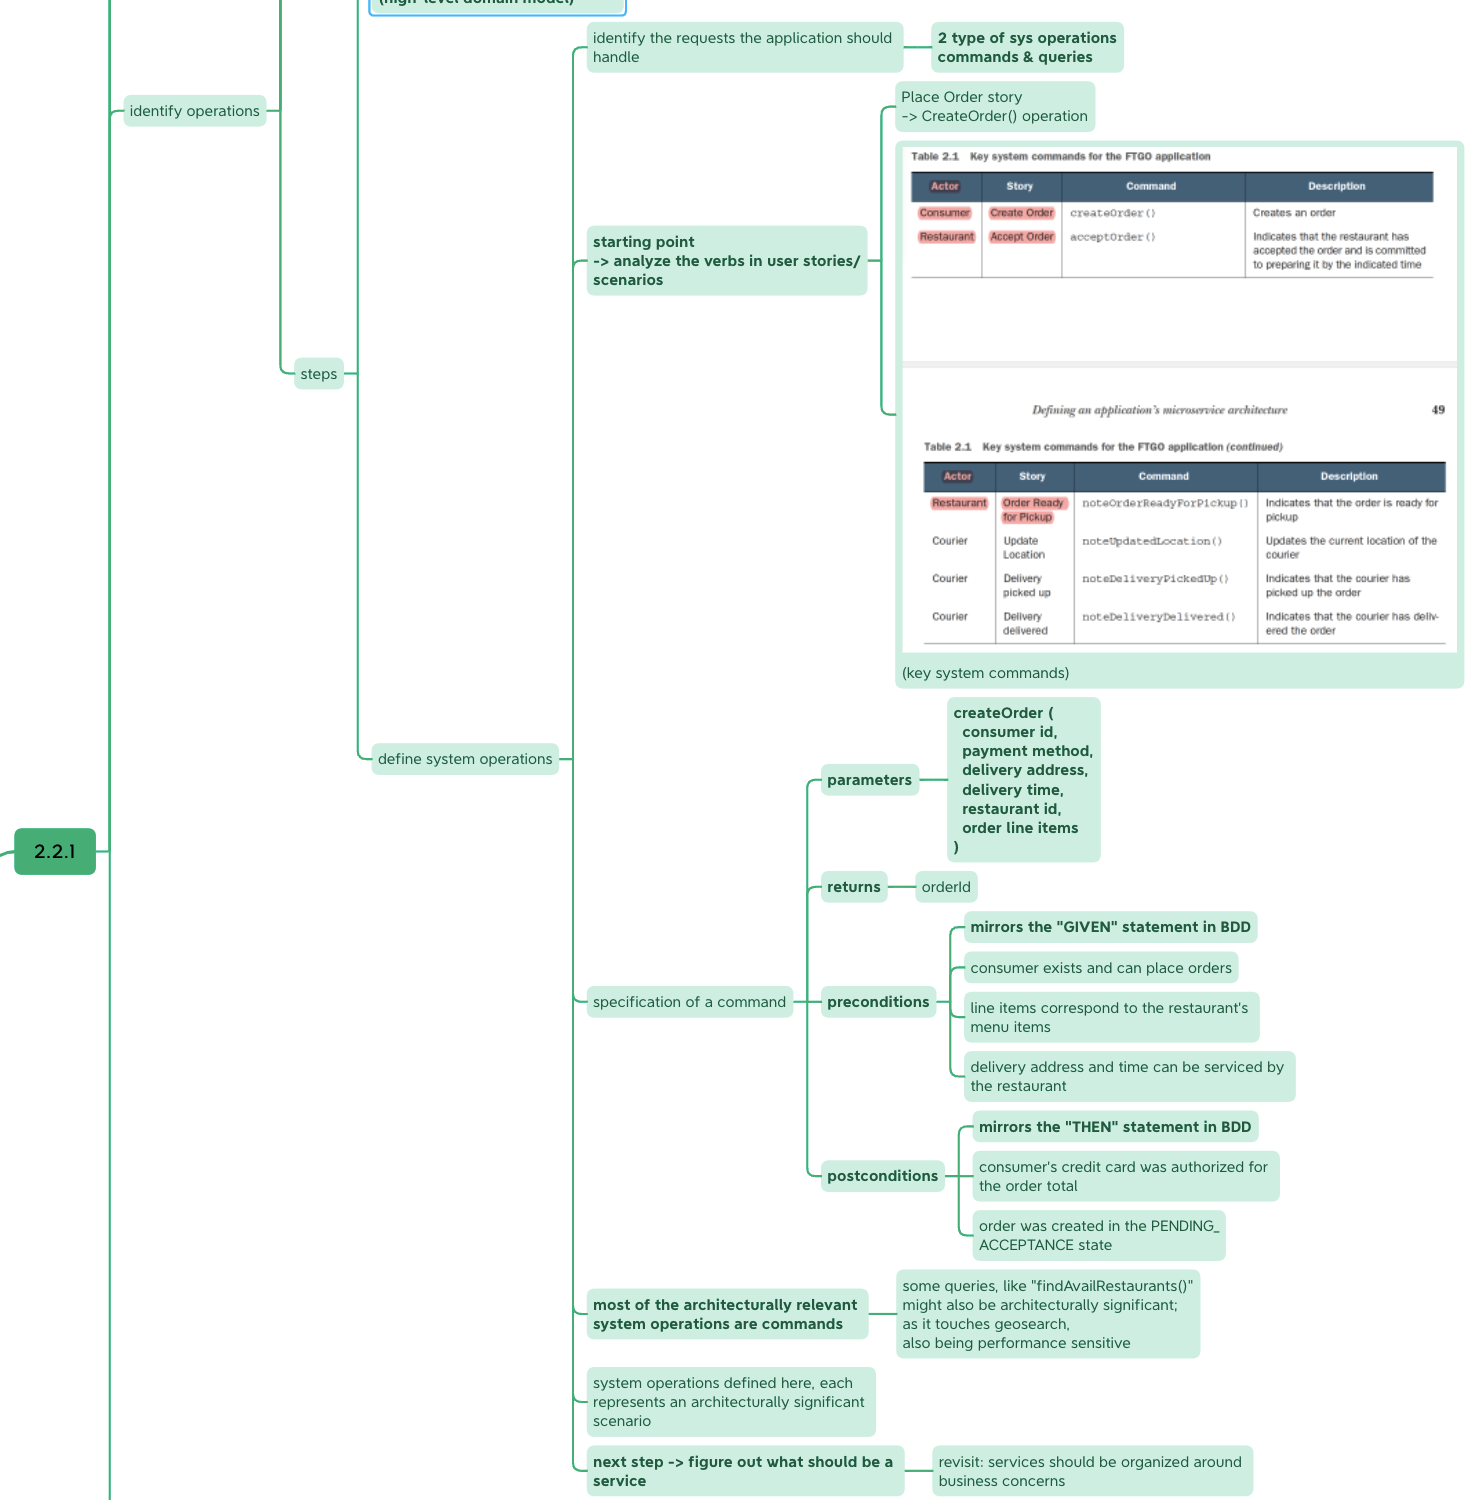 (high-level domain model)
identify the requests the application should
handle
2 type of sys operations
commands & queries
identify operations
Place Order story
-> CreateOrder() operation
starting point
-> analyze the verbs in user stories/
scenarios
Table 2.1 Key system commands for the FTGO application
Actor Story Command Description
Consumer Create Order createOrder() Creates an order
Restaurant Accept Order acceptOrder() Indicates that the restaurant has
accepted the order and is committed
to preparing it by the indicated time
steps
Defining an application's microservice architecture 49
Table 2.1 Key system commands for the FTGO application (continued)
Actor Story Command Description
Restaurant Order Ready noteOrderReadyForPickup() Indicates that the order is ready for
for Pickup pickup
Courier Update noteUpdatedLocation() Updates the current location of the
Location courier
Courier Delivery noteDeliveryPickedUp() Indicates that the courier has
picked up picked up the order
Courier Delivery noteDeliveryDelivered() Indicates that the courier has deliv-
delivered ered the order
(key system commands)
define system operations
2.2.1
specification of a command
parameters
createOrder (
consumer id,
payment method,
delivery address,
delivery time,
restaurant id,
order line items
)
returns
orderId
preconditions
mirrors the "GIVEN" statement in BDD
consumer exists and can place orders
line items correspond to the restaurant's
menu items
delivery address and time can be serviced by
the restaurant
postconditions
mirrors the "THEN" statement in BDD
consumer's credit card was authorized for
the order total
order was created in the PENDING_
ACCEPTANCE state
most of the architecturally relevant
system operations are commands
some queries, like "findAvailRestaurants()"
might also be architecturally significant;
as it touches geosearch,
also being performance sensitive
system operations defined here, each
represents an architecturally significant
scenario
next step -> figure out what should be a
service
revisit: services should be organized around
business concerns